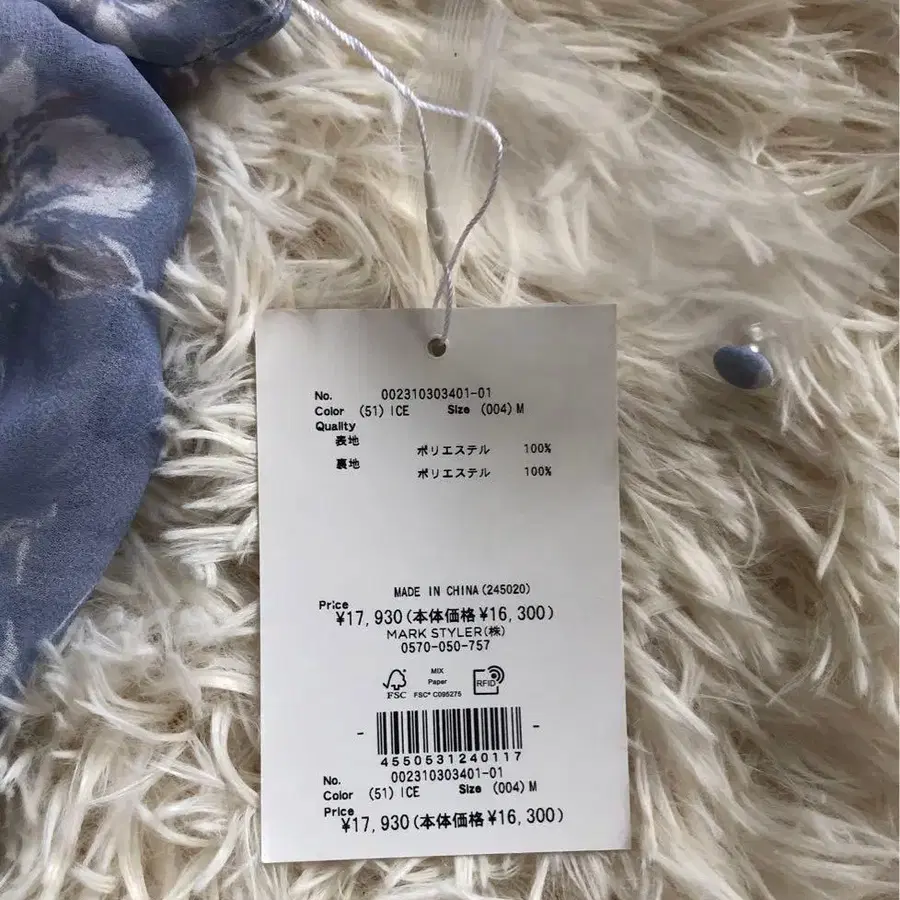 No. 002310303401-01
Color (51) ICE Size (004) M
Quality
表地 ポリエステル 100%
裏地 ポリエステル 100%
MADE IN CHINA (245020)
Price ¥17,930 (本体価格¥16,300)
MARK STYLER(株)
0570-050-757
FSC MIX Paper FSC® C095275 RFID
4550531240117
No. 002310303401-01
Color (51) ICE Size (004) M
Price ¥17,930 (本体価格¥16,300)